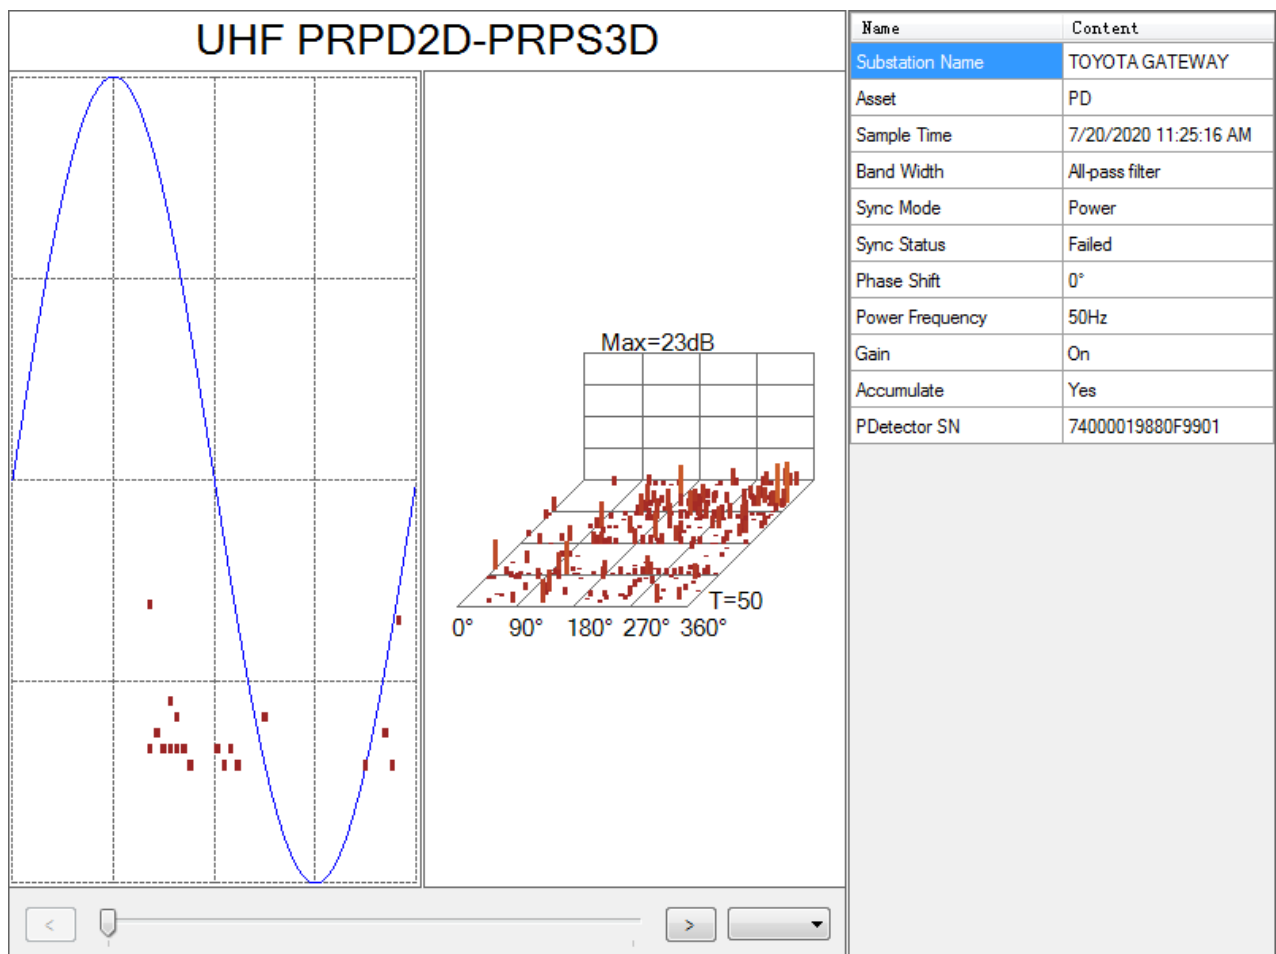 UHF PRPD2D-PRPS3D
Max=23dB
T=50
0° 90° 180° 270° 360°
< >
Name Content
Substation Name TOYOTA GATEWAY
Asset PD
Sample Time 7/20/2020 11:25:16 AM
Band Width All-pass filter
Sync Mode Power
Sync Status Failed
Phase Shift 0°
Power Frequency 50Hz
Gain On
Accumulate Yes
PDetector SN 74000019880F9901